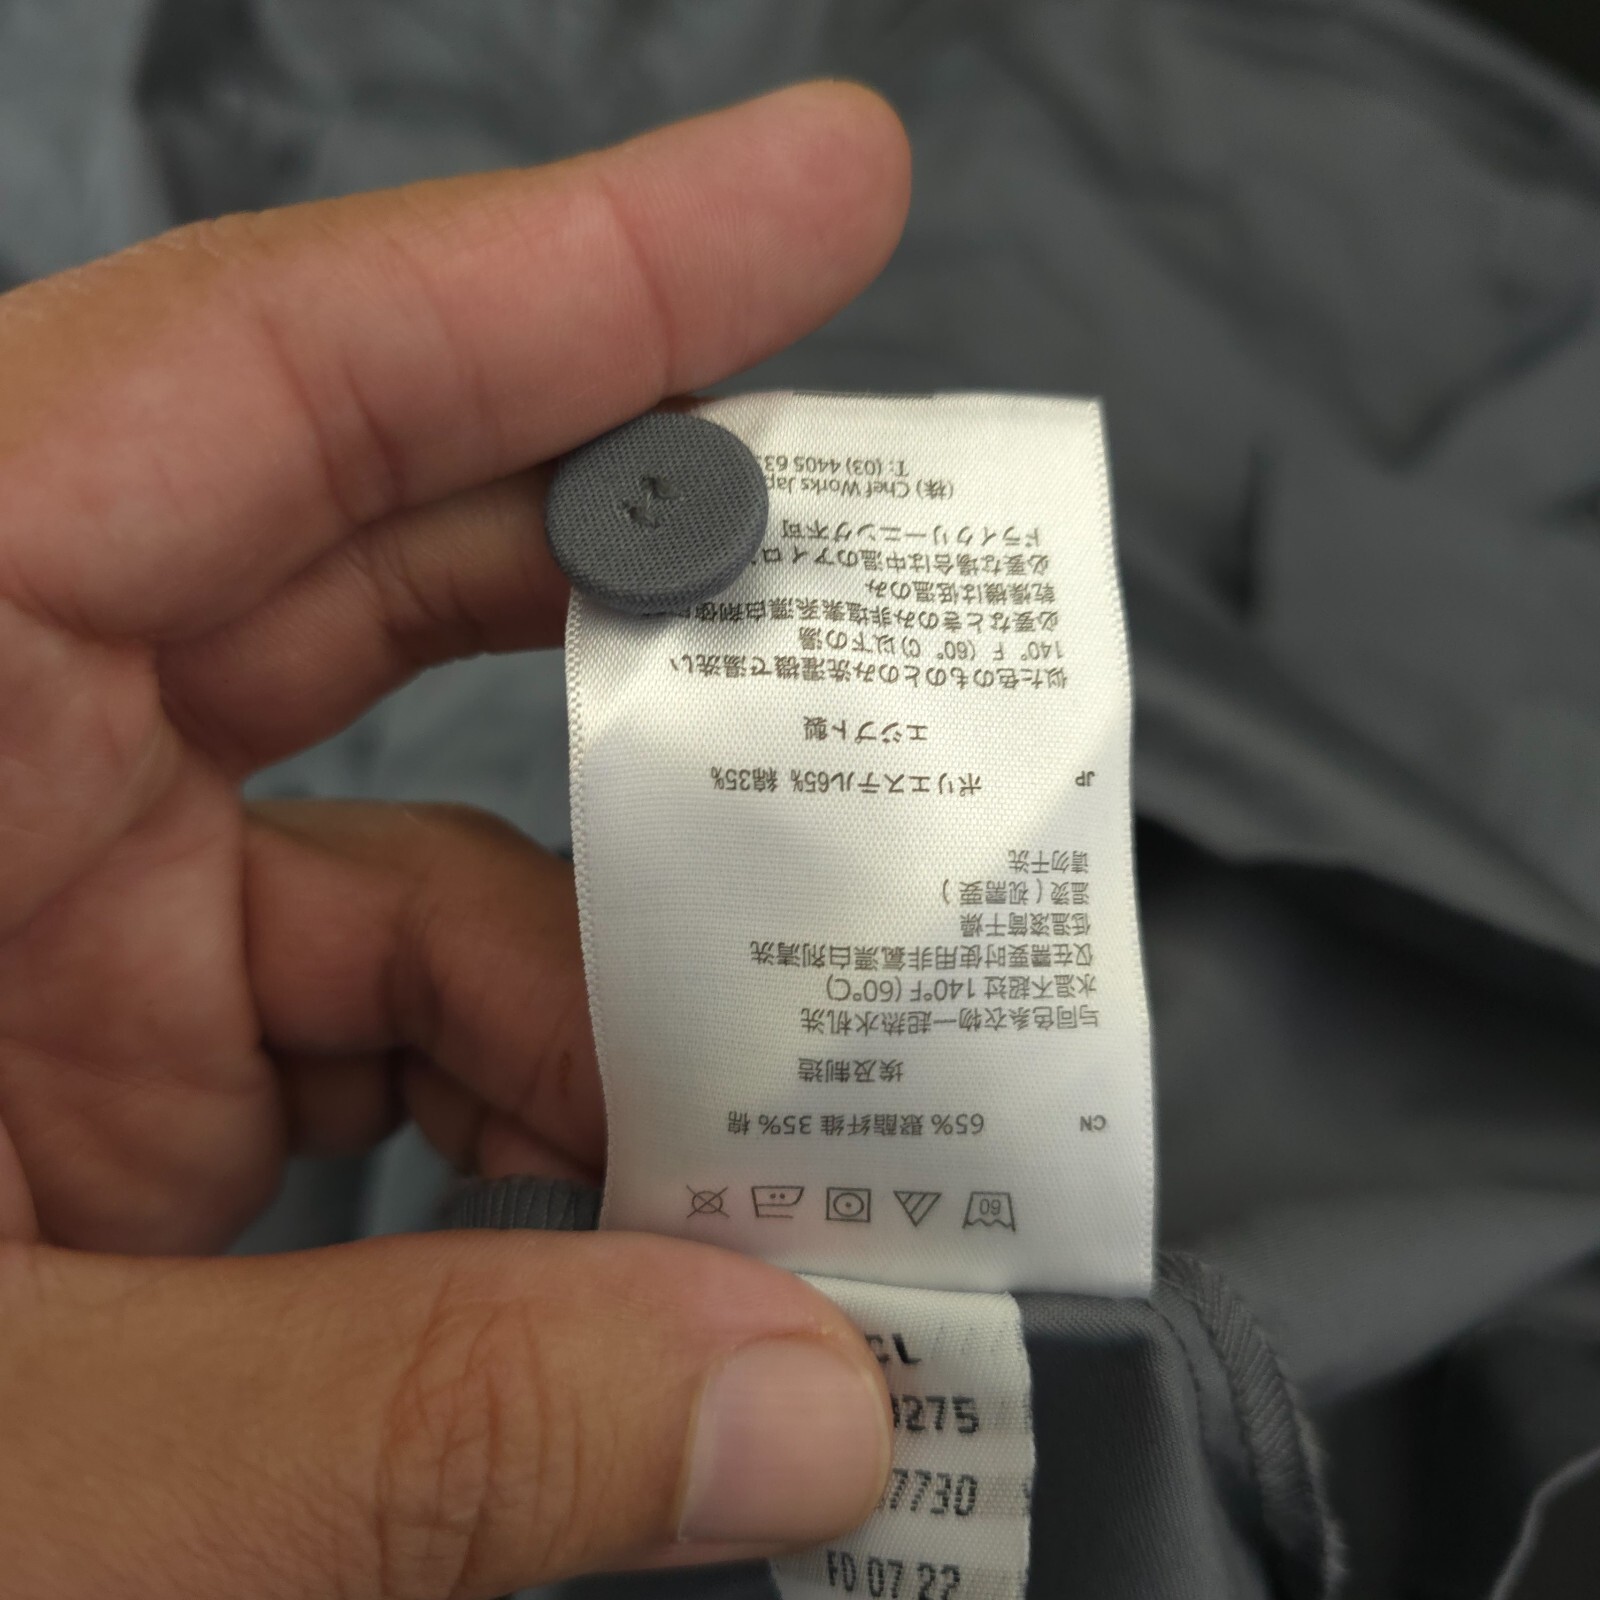 65% 聚酯纤维 35% 棉
CN
埃及制造
与同色系衣物一起热水机洗
水温不超过 140°F (60°C)
仅在需要时使用非氯漂白剂清洗
低温滚筒干燥
温烫 ( 视需要 )
请勿干洗
JP
ポリエステル65% 綿35%
エジプト製
似た色のものとのみ洗濯機で湯洗い
140° F (60° C)以下の湯
必要なときのみ非塩素系漂白剤使
乾燥機は低温のみ
必要な場合は中温のアイロ
ドライクリーニング不可
(株) Chef Works Jap
T: (03) 4405 63
60
275
7730
FD 07 22